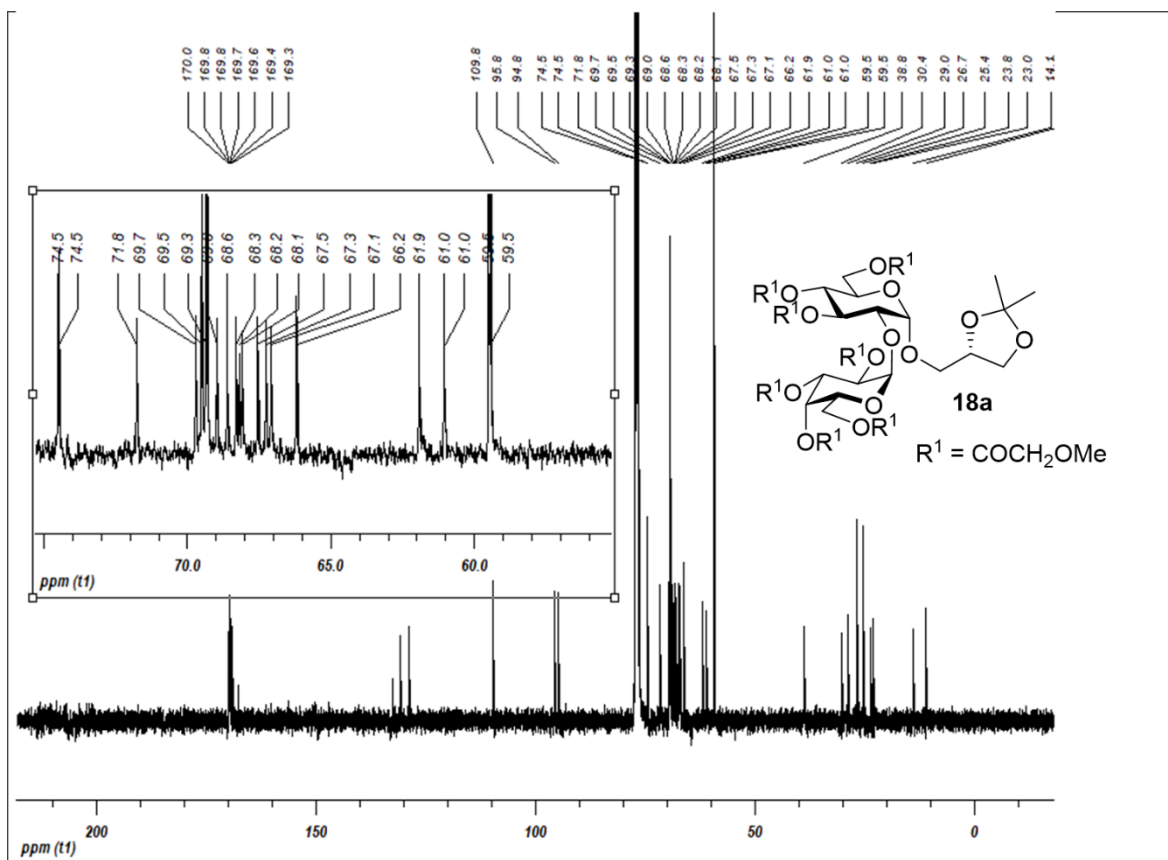 170.0 169.8 169.8 169.7 169.6 169.4 169.3 109.8 95.8 94.8 74.5 74.5 71.8 69.7 69.5 69.3 69.0 68.6 68.3 68.2 68.1 67.5 67.3 67.1 66.2 61.9 61.0 61.0 59.5 59.5 38.8 30.4 29.0 26.7 25.4 23.8 23.0 14.1
74.5 74.5 71.8 69.7 69.5 69.3 69.0 68.6 68.3 68.2 68.1 67.5 67.3 67.1 66.2 61.9 61.0 61.0 59.5 59.5
70.0 65.0 60.0
ppm (t1)
OR¹
R¹O O
R¹O
O O
R¹O O O O
R¹O
O
OR¹
R¹O
18a
R¹ = COCH₂OMe
200 150 100 50 0
ppm (t1)